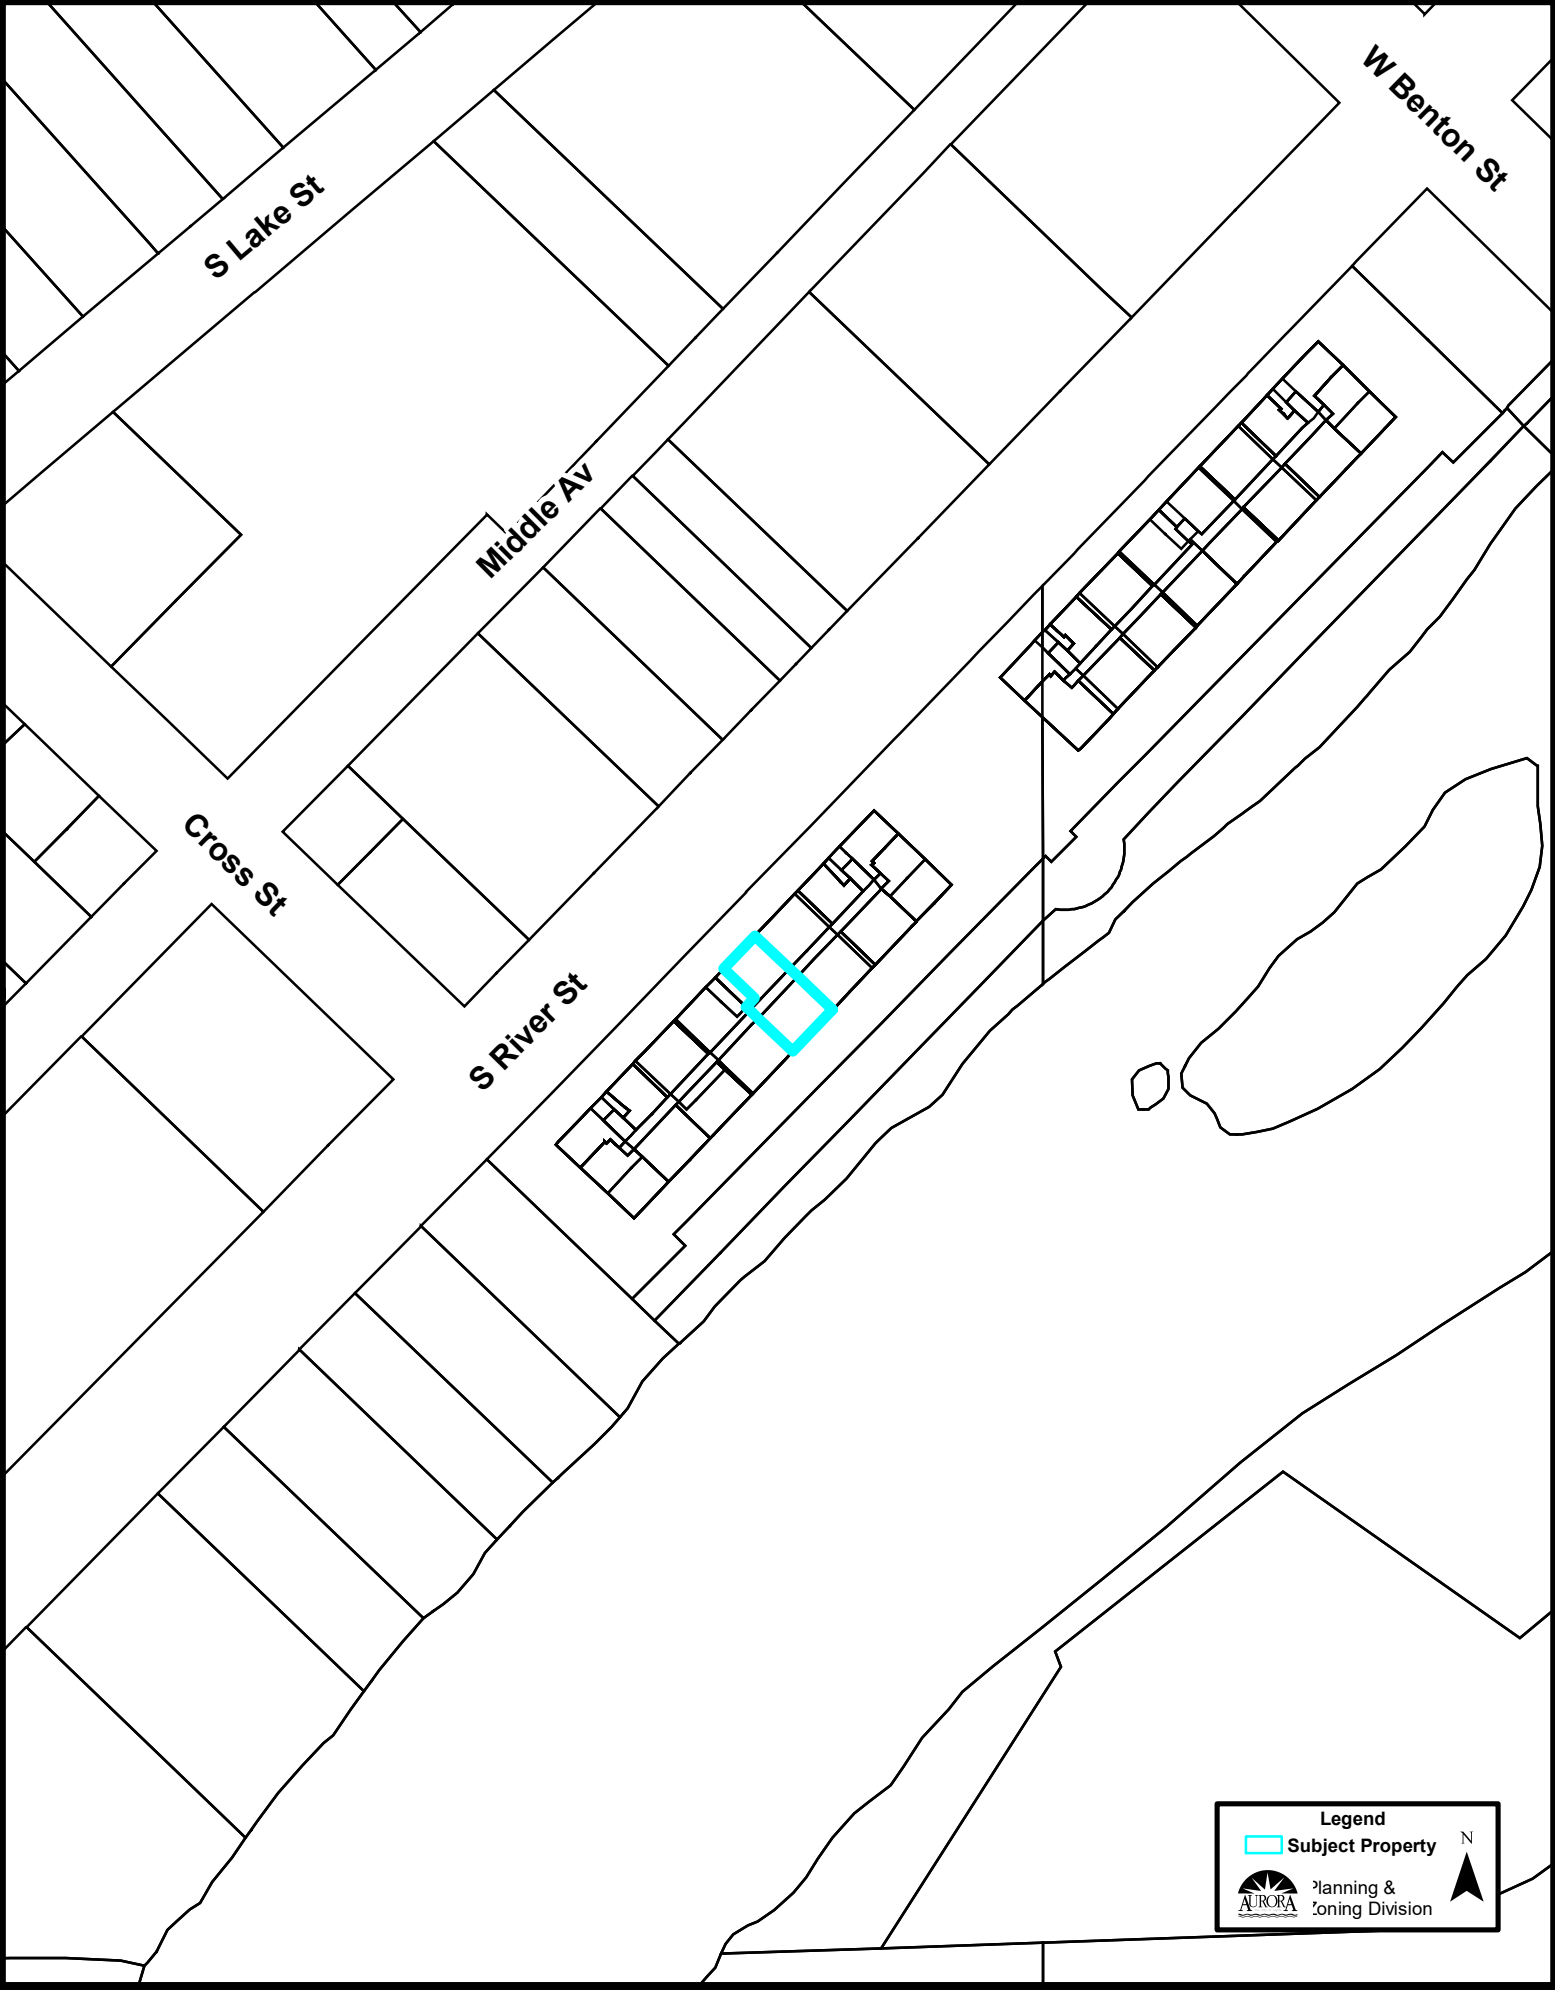 W Benton St
S Lake St
Middle Av
Cross St
S River St
Legend
Subject Property
N
AURORA
Planning &
Zoning Division